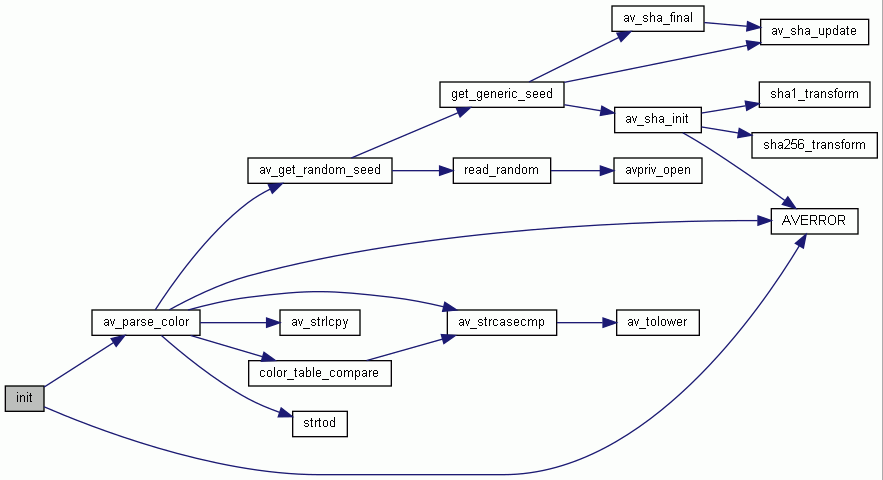 av_sha_final
av_sha_update
get_generic_seed
sha1_transform
av_sha_init
sha256_transform
av_get_random_seed
read_random
avpriv_open
AVERROR
av_parse_color
av_strlcpy
av_strcasecmp
av_tolower
color_table_compare
init
strtod